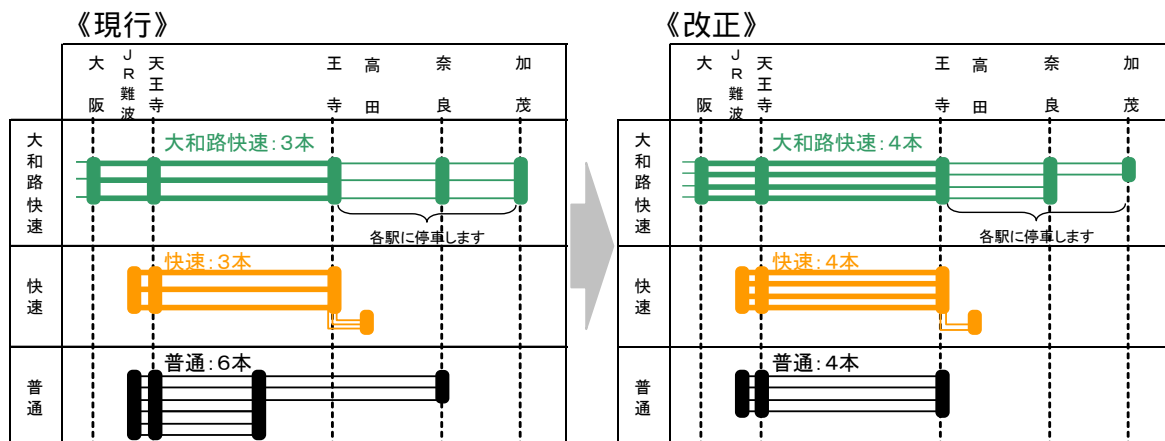 《現行》
大阪
JR難波
天王寺
王寺
高田
奈良
加茂
大和路快速
大和路快速:3本
各駅に停車します
快速
快速:3本
普通
普通:6本
《改正》
大阪
JR難波
天王寺
王寺
高田
奈良
加茂
大和路快速
大和路快速:4本
各駅に停車します
快速
快速:4本
普通
普通:4本